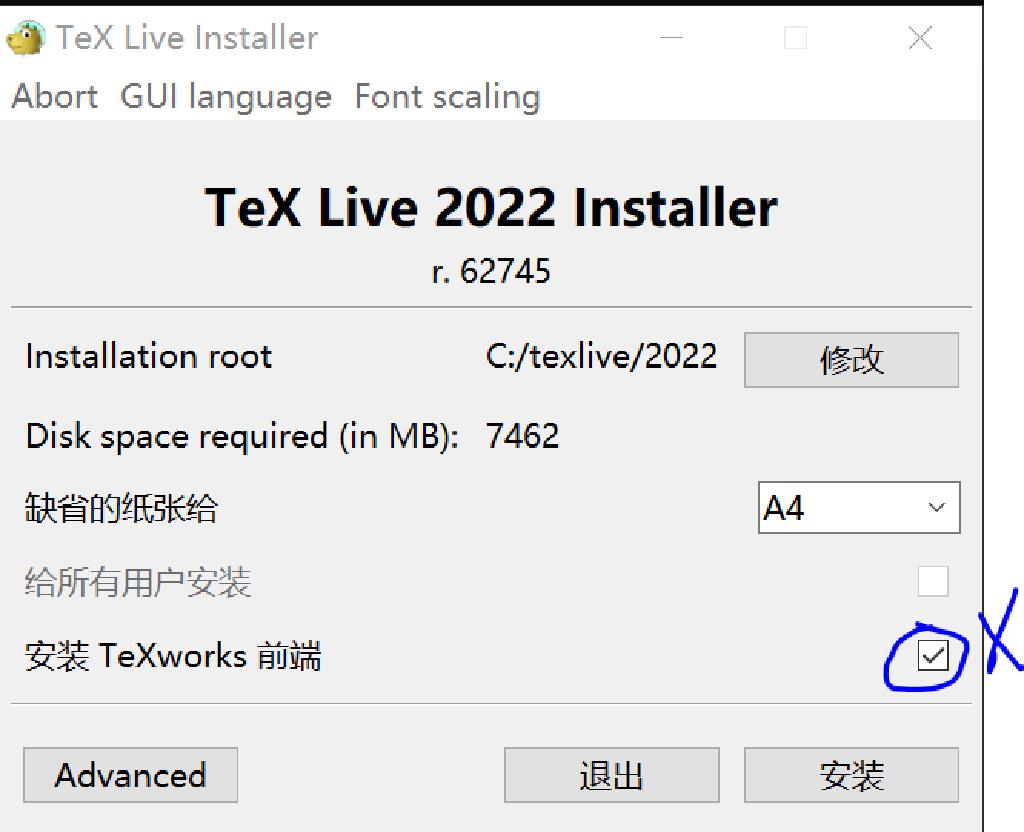 TeX Live Installer
Abort GUI language Font scaling
TeX Live 2022 Installer
r. 62745
Installation root C:/texlive/2022 修改
Disk space required (in MB): 7462
缺省的纸张给 A4
给所有用户安装
安装 TeXworks 前端 X
Advanced 退出 安装